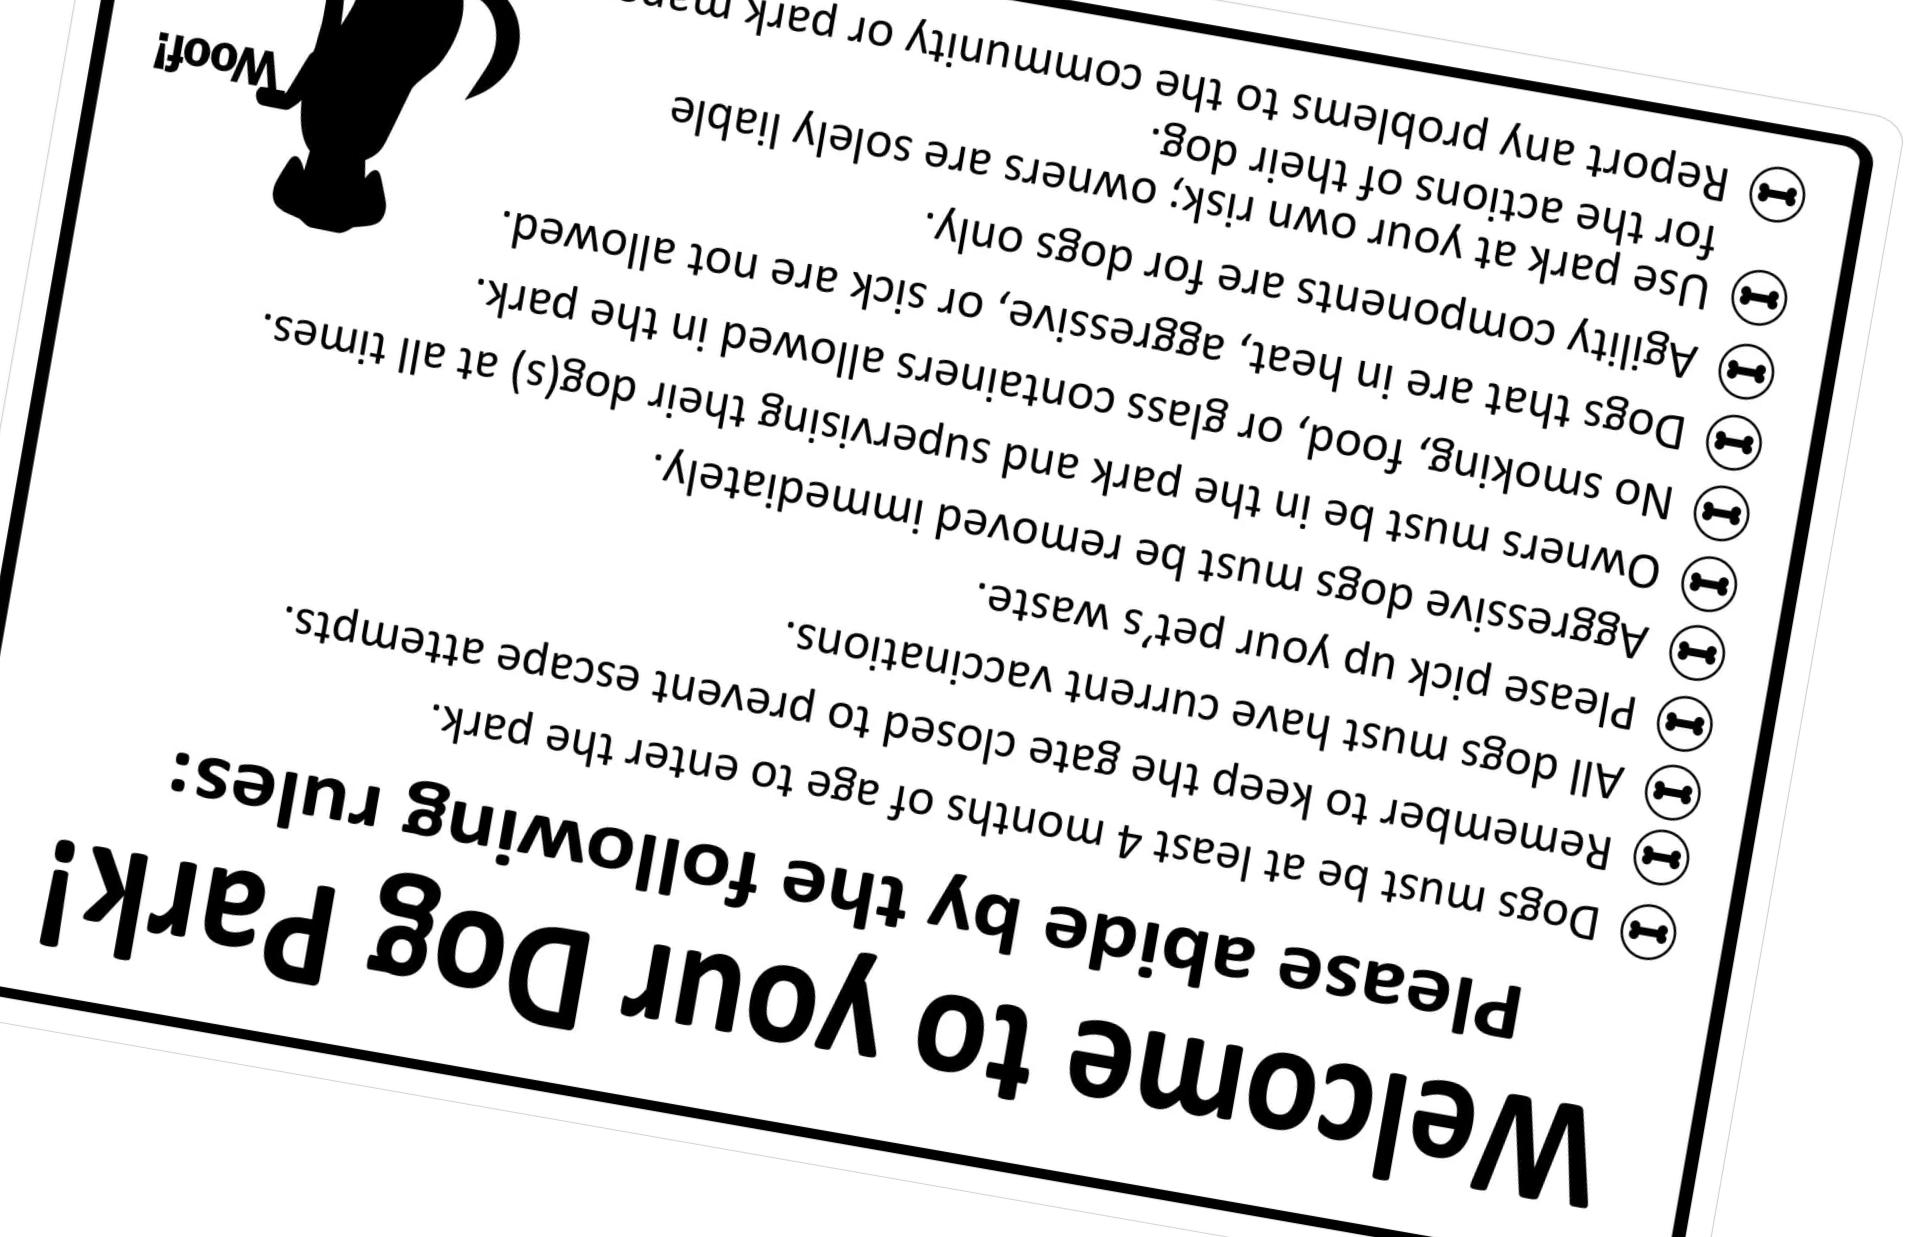 Welcome to your Dog Park!
Please abide by the following rules:
Dogs must be at least 4 months of age to enter the park.
Remember to keep the gate closed to prevent escape attempts.
All dogs must have current vaccinations.
Please pick up your pet's waste.
Aggressive dogs must be removed immediately.
Owners must be in the park and supervising their dog(s) at all times.
No smoking, food, or glass containers allowed in the park.
Dogs that are in heat, aggressive, or sick are not allowed.
Agility components are for dogs only.
Use park at your own risk; owners are solely liable
for the actions of their dog.
Report any problems to the community or park
Woof!